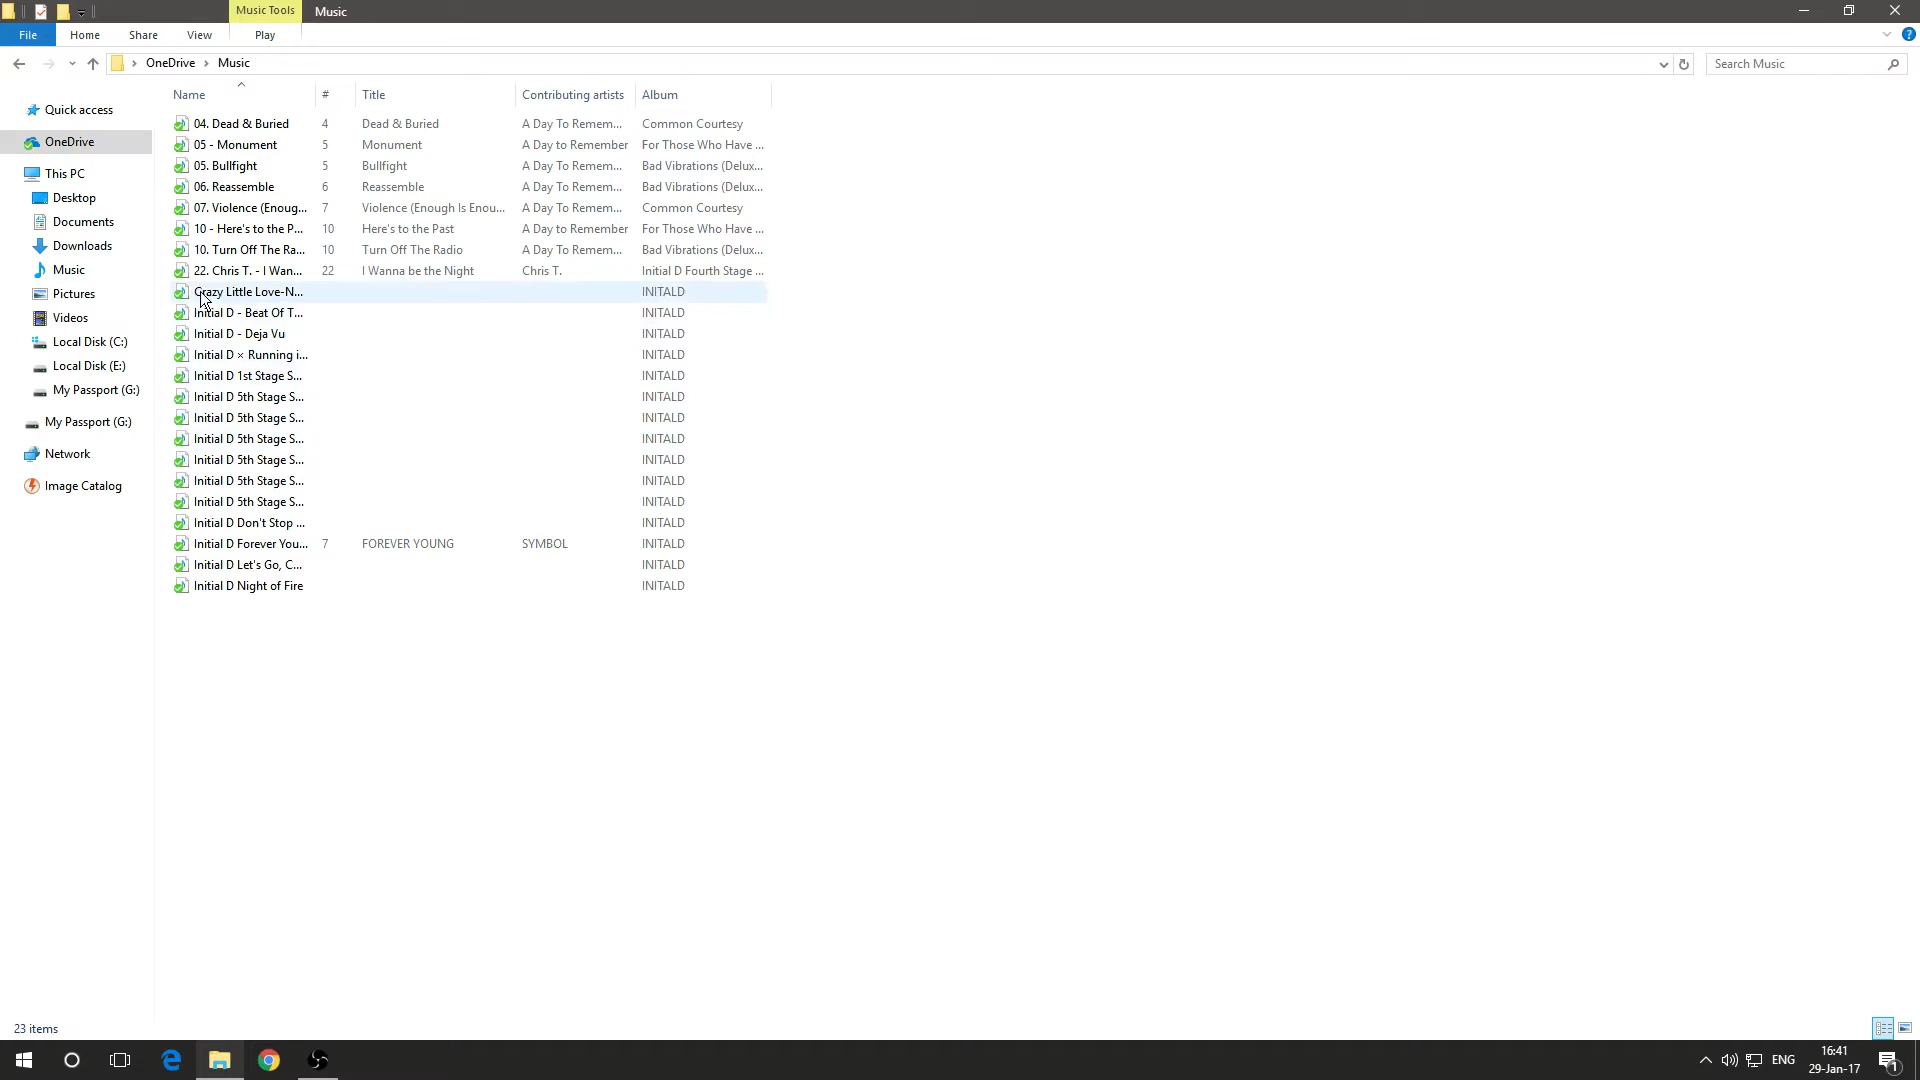 Music Tools Music
File Home Share View Play
OneDrive Music Search Music
Name # Title Contributing artists Album
Quick access
OneDrive
This PC
Desktop
Documents
Downloads
Music
Pictures
Videos
Local Disk (C:)
Local Disk (E:)
My Passport (G:)
My Passport (G:)
Network
Image Catalog
04. Dead & Buried 4 Dead & Buried A Day To Remem... Common Courtesy
05 - Monument 5 Monument A Day to Remember For Those Who Have ...
05. Bullfight 5 Bullfight A Day To Remem... Bad Vibrations (Delux...
06. Reassemble 6 Reassemble A Day To Remem... Bad Vibrations (Delux...
07. Violence (Enoug... 7 Violence (Enough Is Enou... A Day To Remem... Common Courtesy
10 - Here's to the P... 10 Here's to the Past A Day to Remember For Those Who Have ...
10. Turn Off The Ra... 10 Turn Off The Radio A Day To Remem... Bad Vibrations (Delux...
22. Chris T. - I Wan... 22 I Wanna be the Night Chris T. Initial D Fourth Stage ...
Crazy Little Love-N... INITALD
Initial D - Beat Of T... INITALD
Initial D - Deja Vu INITALD
Initial D × Running i... INITALD
Initial D 1st Stage S... INITALD
Initial D 5th Stage S... INITALD
Initial D 5th Stage S... INITALD
Initial D 5th Stage S... INITALD
Initial D 5th Stage S... INITALD
Initial D 5th Stage S... INITALD
Initial D 5th Stage S... INITALD
Initial D Don't Stop ... INITALD
Initial D Forever You... 7 FOREVER YOUNG SYMBOL INITALD
Initial D Let's Go, C... INITALD
Initial D Night of Fire INITALD
23 items
ENG 16:41
29-Jan-17 1